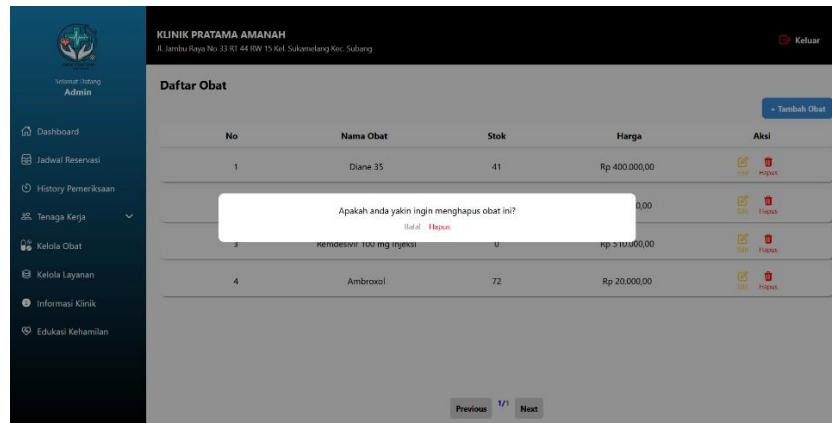 KLINIK PRATAMA AMANAH
Jl. Jambu Raya No 33 RT 44 RW 15 Kel. Sukamelang Kec. Subang
Keluar
Selamat Datang
Admin
Dashboard
Jadwal Reservasi
History Pemeriksaan
Tenaga Kerja
Kelola Obat
Kelola Layanan
Informasi Klinik
Edukasi Kehamilan
Daftar Obat
+ Tambah Obat
No Nama Obat Stok Harga Aksi
1 Diane 35 41 Rp 400.000,00 Edit Hapus
0,00 Edit Hapus
Apakah anda yakin ingin menghapus obat ini?
Batal Hapus
3 Remdesivir 100 mg Injeksi 0 Rp 510.000,00 Edit Hapus
4 Ambroxol 72 Rp 20.000,00 Edit Hapus
Previous 1/1 Next